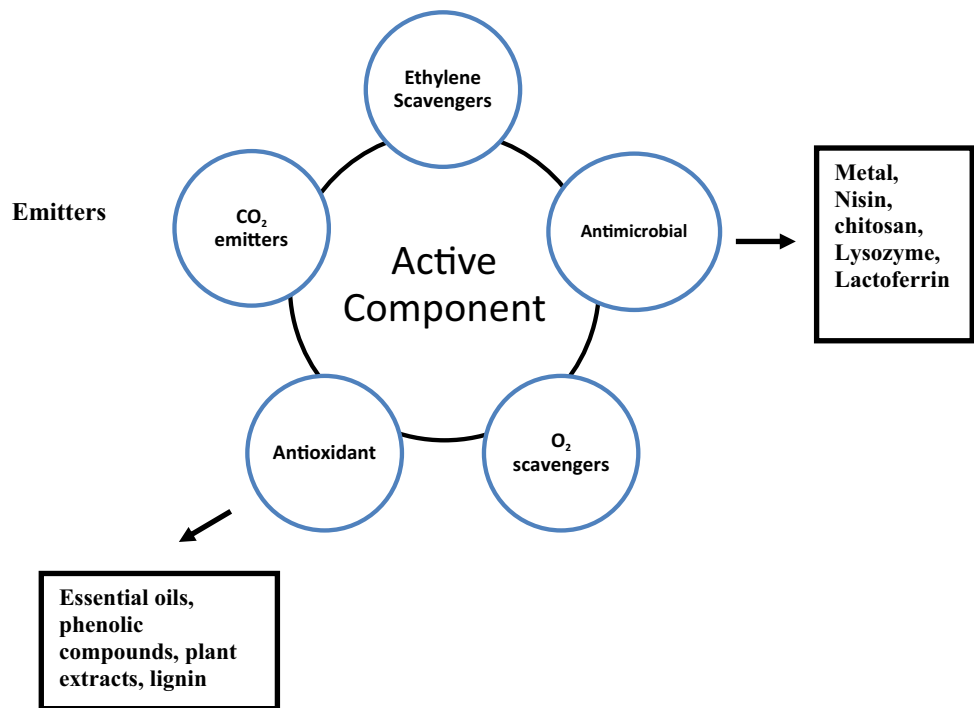 Ethylene
Scavengers
Emitters
CO₂
emitters
Antimicrobial
Metal,
Nisin,
chitosan,
Lysozyme,
Lactoferrin
Active
Component
Antioxidant
O₂
scavengers
Essential oils,
phenolic
compounds, plant
extracts, lignin